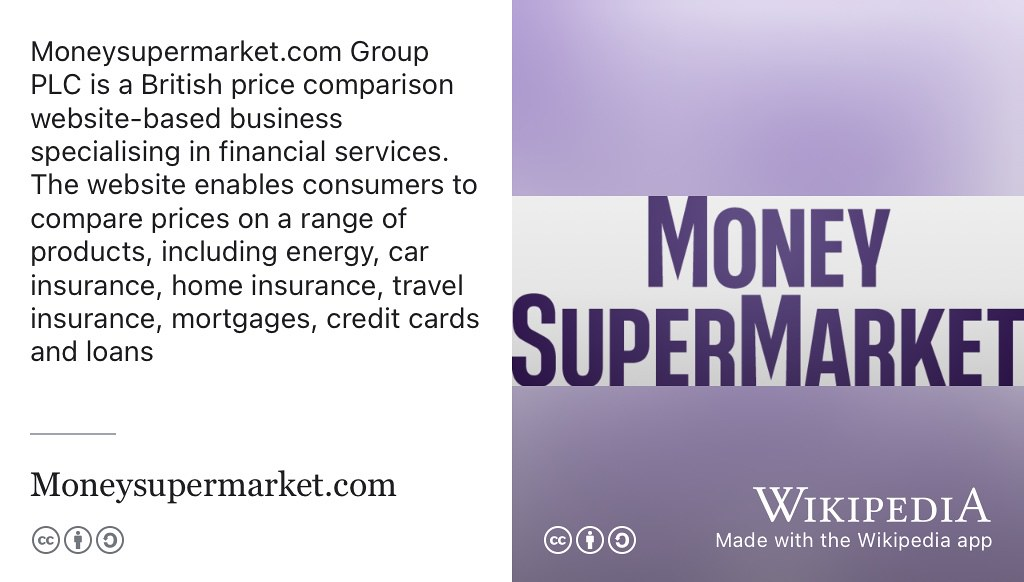 Moneysupermarket.com Group
PLC is a British price comparison
website-based business
specialising in financial services.
The website enables consumers to
compare prices on a range of
products, including energy, car
insurance, home insurance, travel
insurance, mortgages, credit cards
and loans
Moneysupermarket.com
cc
MONEY
SUPERMARKET
WIKIPEDIA
cc
Made with the Wikipedia app